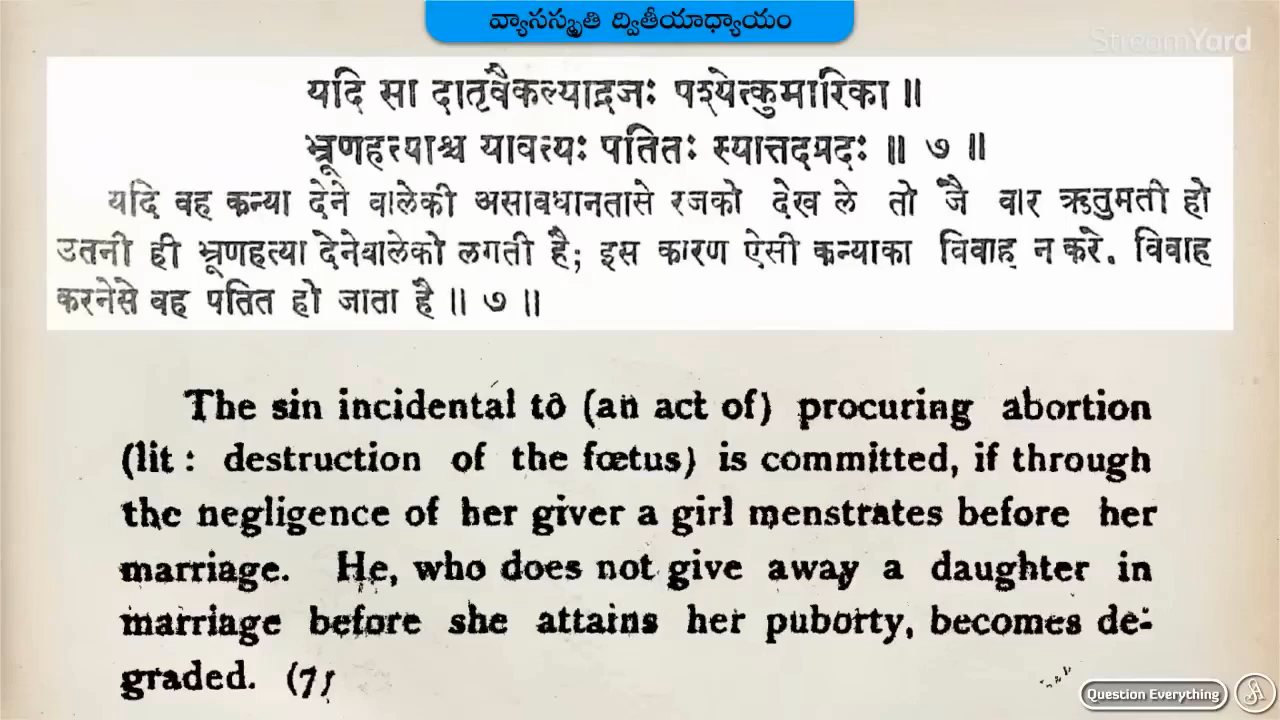 వ్యాసస్మృతి ద్వితీయాధ్యాయం
StreamYard
यदि सा दातृवैकल्याद्रजः पश्येत्कुमारिका ॥
भ्रूणहत्याश्च यावत्यः पतितः स्यात्तदप्रदः ॥ ७ ॥
यदि वह कन्या देने वालेकी असावधानतासे रजको देख ले तो जै वार ऋतुमती हो
उतनी ही भ्रूणहत्या देनेवालेको लगती है; इस कारण ऐसी कन्याका विवाह न करे. विवाह
करनेसे वह पतित हो जाता है ॥ ७ ॥
The sin incidental to (an act of) procuring abortion
(lit : destruction of the fœtus) is committed, if through
the negligence of her giver a girl menstrates before her
marriage. He, who does not give away a daughter in
marriage before she attains her puborty, becomes de-
graded. (7)
Question Everything